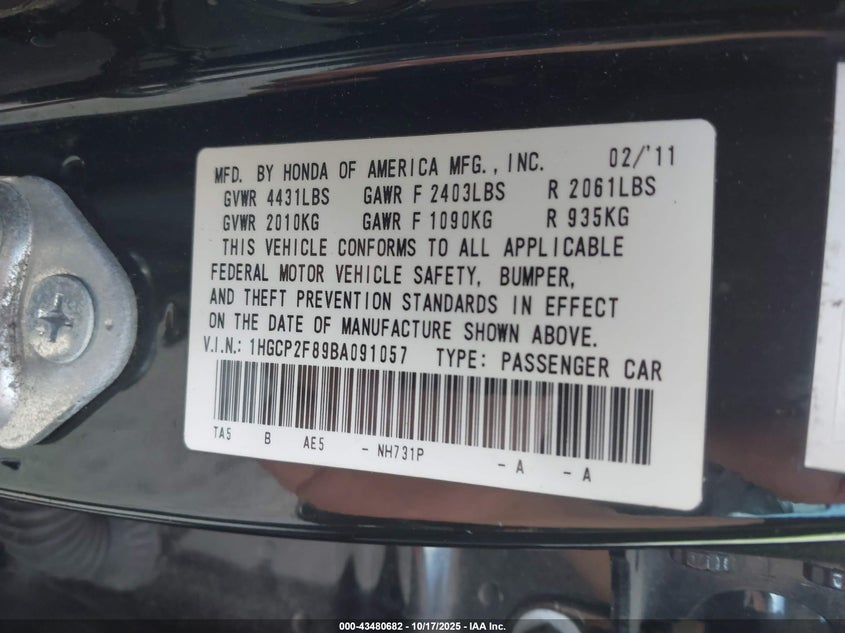 MFD. BY HONDA OF AMERICA MFG., INC. 02/'11
GVWR 4431LBS GAWR F 2403LBS R 2061LBS
GVWR 2010KG GAWR F 1090KG R 935KG
THIS VEHICLE CONFORMS TO ALL APPLICABLE
FEDERAL MOTOR VEHICLE SAFETY, BUMPER,
AND THEFT PREVENTION STANDARDS IN EFFECT
ON THE DATE OF MANUFACTURE SHOWN ABOVE.
V.I.N.: 1HGCP2F89BA091057 TYPE: PASSENGER CAR
TA5 B AE5 - NH731P - A - A
000-43480682 | 10/17/2025 | IAA Inc.